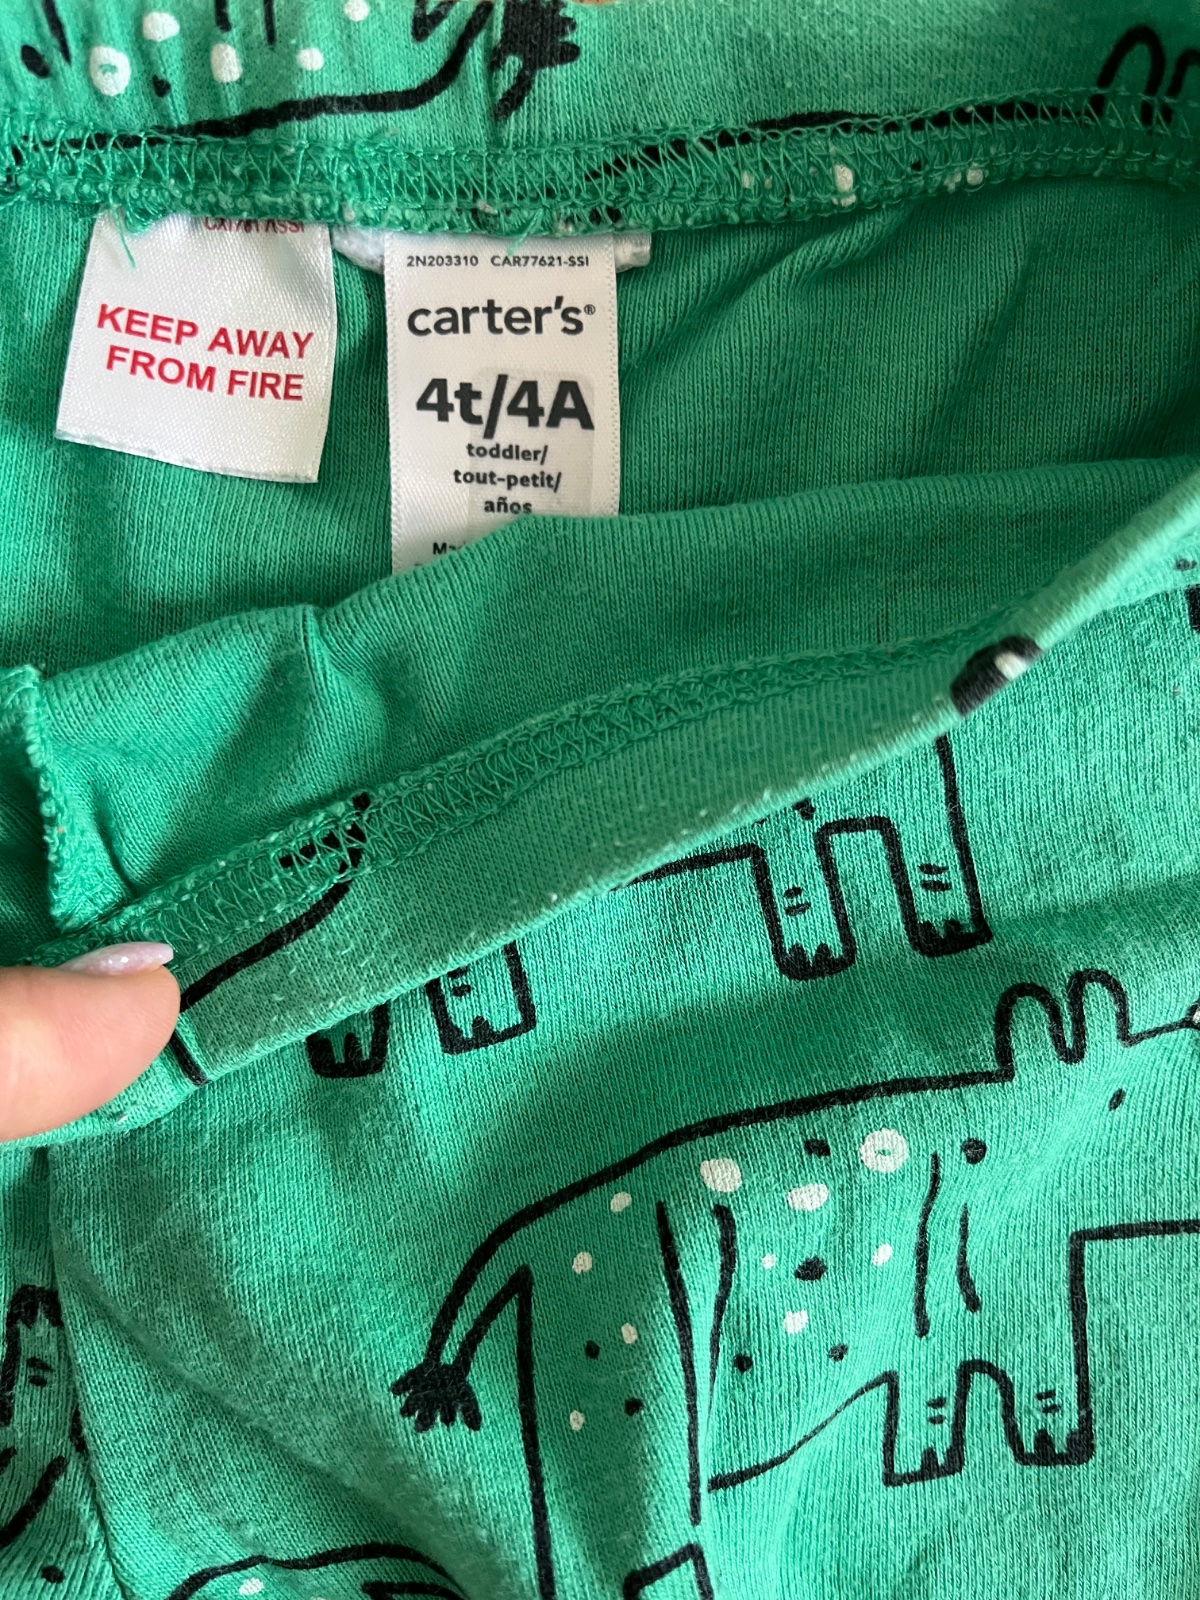 KEEP AWAY
FROM FIRE
2N203310 CAR77621-SSI
carter's®
4t/4A
toddler/
tout-petit/
años